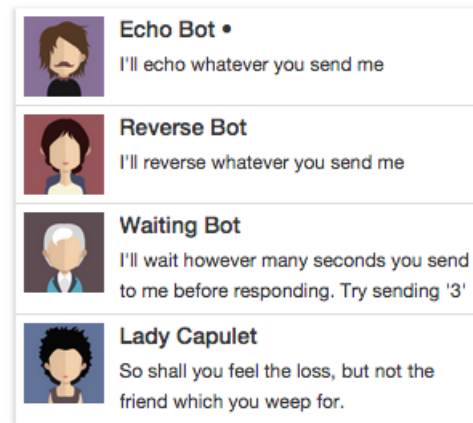 Echo Bot •
I'll echo whatever you send me
Reverse Bot
I'll reverse whatever you send me
Waiting Bot
I'll wait however many seconds you send
to me before responding. Try sending '3'
Lady Capulet
So shall you feel the loss, but not the
friend which you weep for.